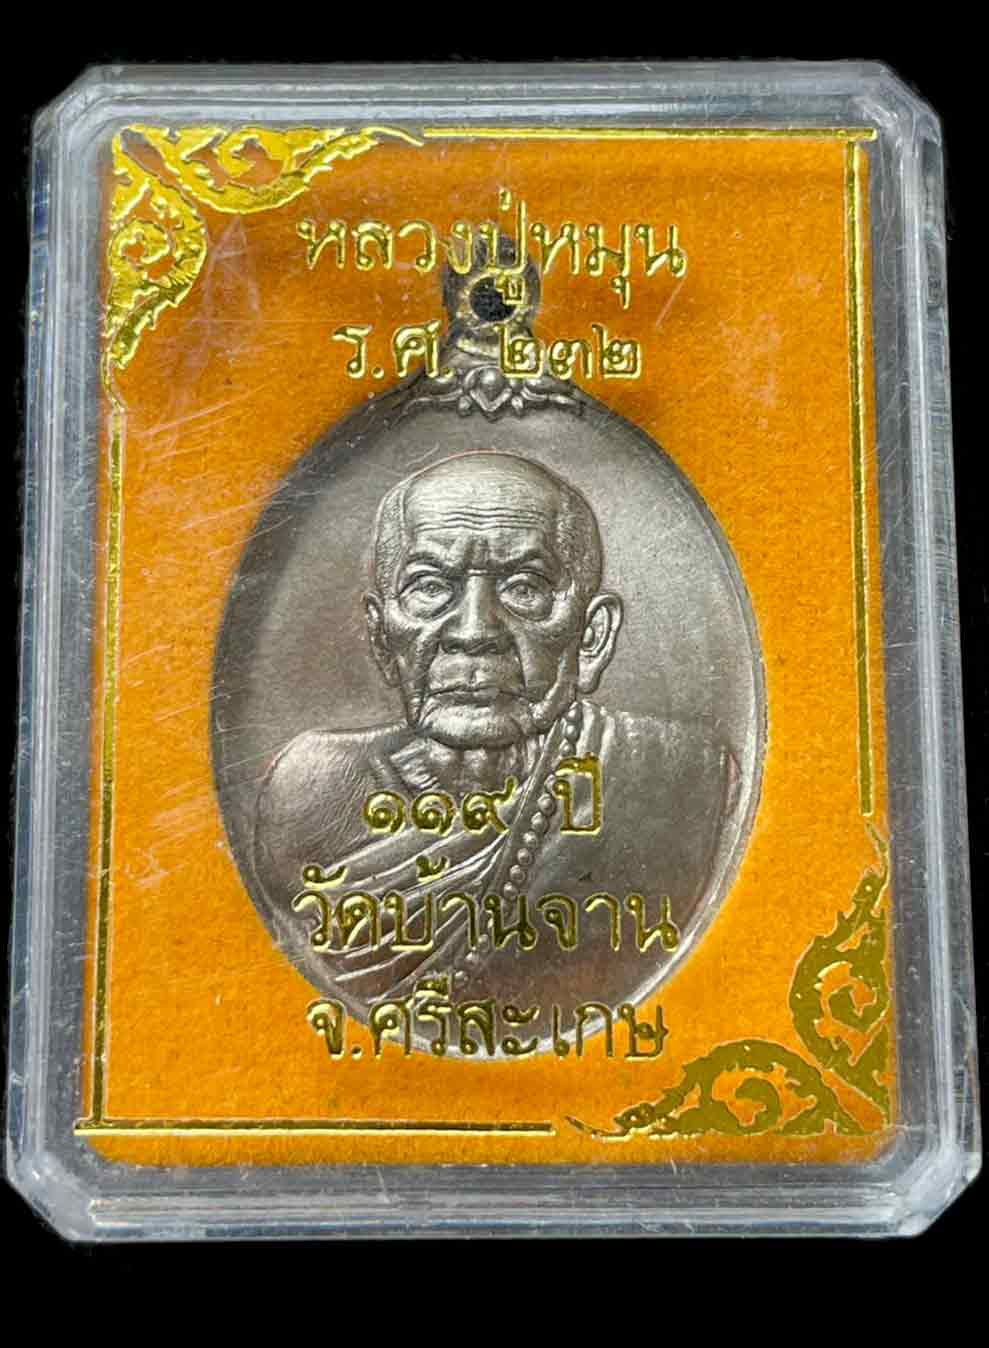 หลวงปู่หมุน
ร.ศ. ๒๓๒
๑๑๙ ปี
วัดบ้านจาน
จ.ศรีสะเกษ